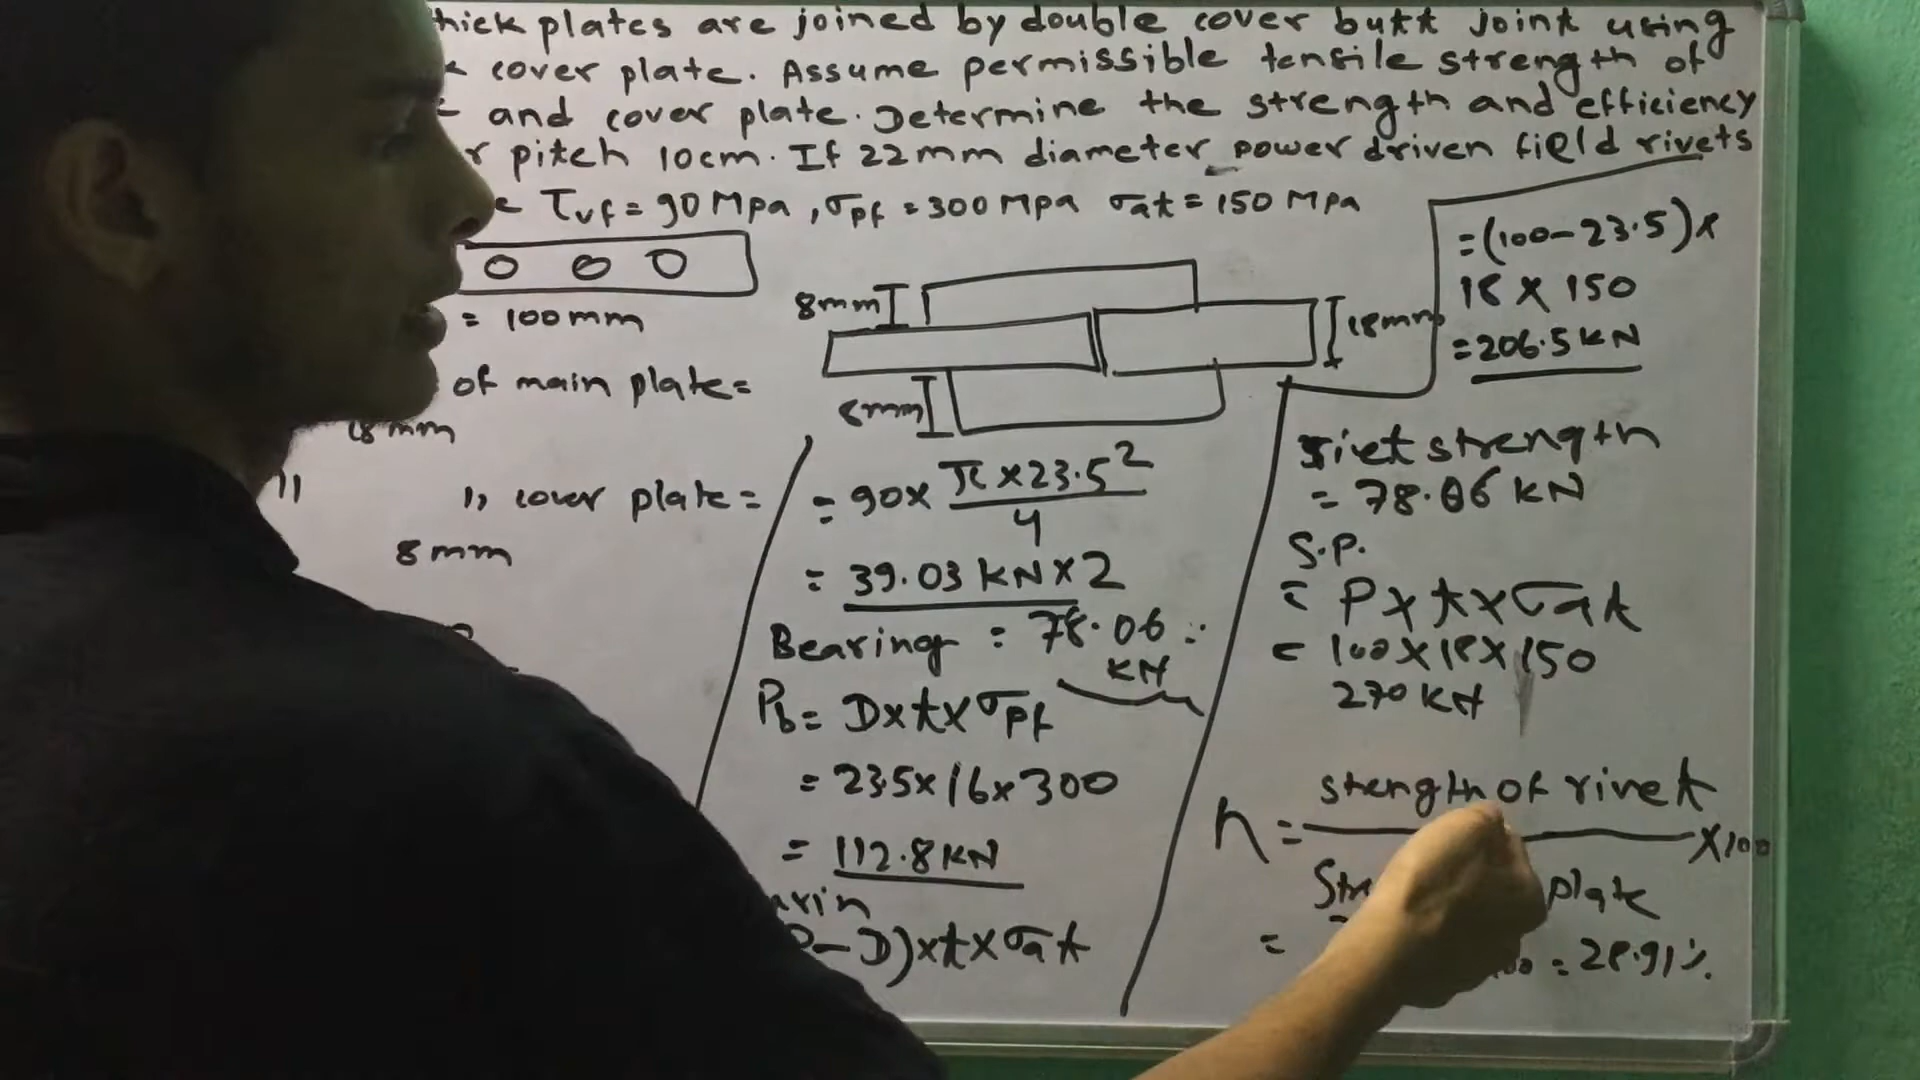 hick plates are joined by double cover butt joint using
cover plate. Assume permissible tensile strength of
and cover plate. Determine the strength and efficiency
r pitch 10cm. If 22mm diameter power driven field rivets
τvf = 90 MPa, σpf = 300 MPa σat = 150 MPa
= 100mm
of main plate =
18mm
" " cover plate =
8mm
8mm
18mm
8mm
= 90 × π × 23.5² / 4
= 39.03 KN × 2
Bearing = 78.06
KN
Pb = D×t×σpf
= 23.5×16×300
= 112.8 KN
P-D)×t×σat
= (100-23.5)×
18 × 150
= 206.5 KN
rivet strength
= 78.06 KN
S.P.
= P×t×σat
= 100×18×150
270 KN
η = strength of rivet / plate ×100
= = 28.91%